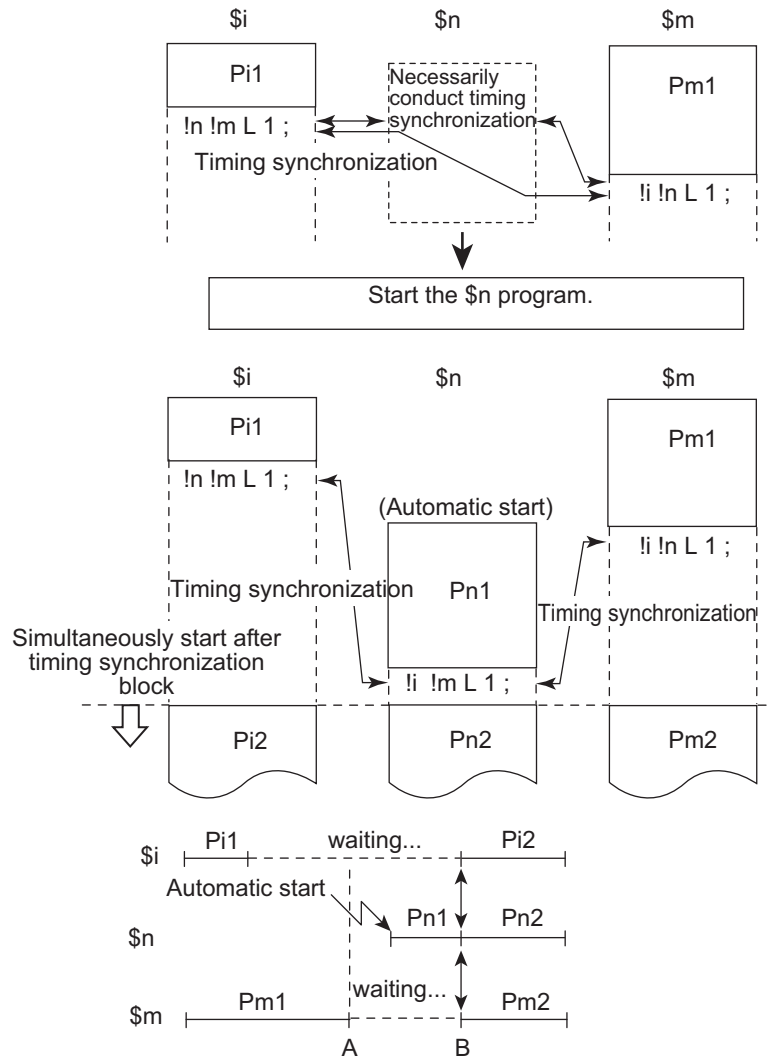 $i $n $m
Pi1
Necessarily
conduct timing
synchronization
Pm1
!n !m L 1 ;
Timing synchronization
!i !n L 1 ;
Start the $n program.
$i $n $m
Pi1
Pm1
!n !m L 1 ;
(Automatic start)
!i !n L 1 ;
Timing synchronization
Pn1
Timing synchronization
Simultaneously start after
timing synchronization
block
!i !m L 1 ;
Pi2 Pn2 Pm2
$i Pi1 waiting... Pi2
Automatic start
$n Pn1 Pn2
$m Pm1 waiting... Pm2
A B